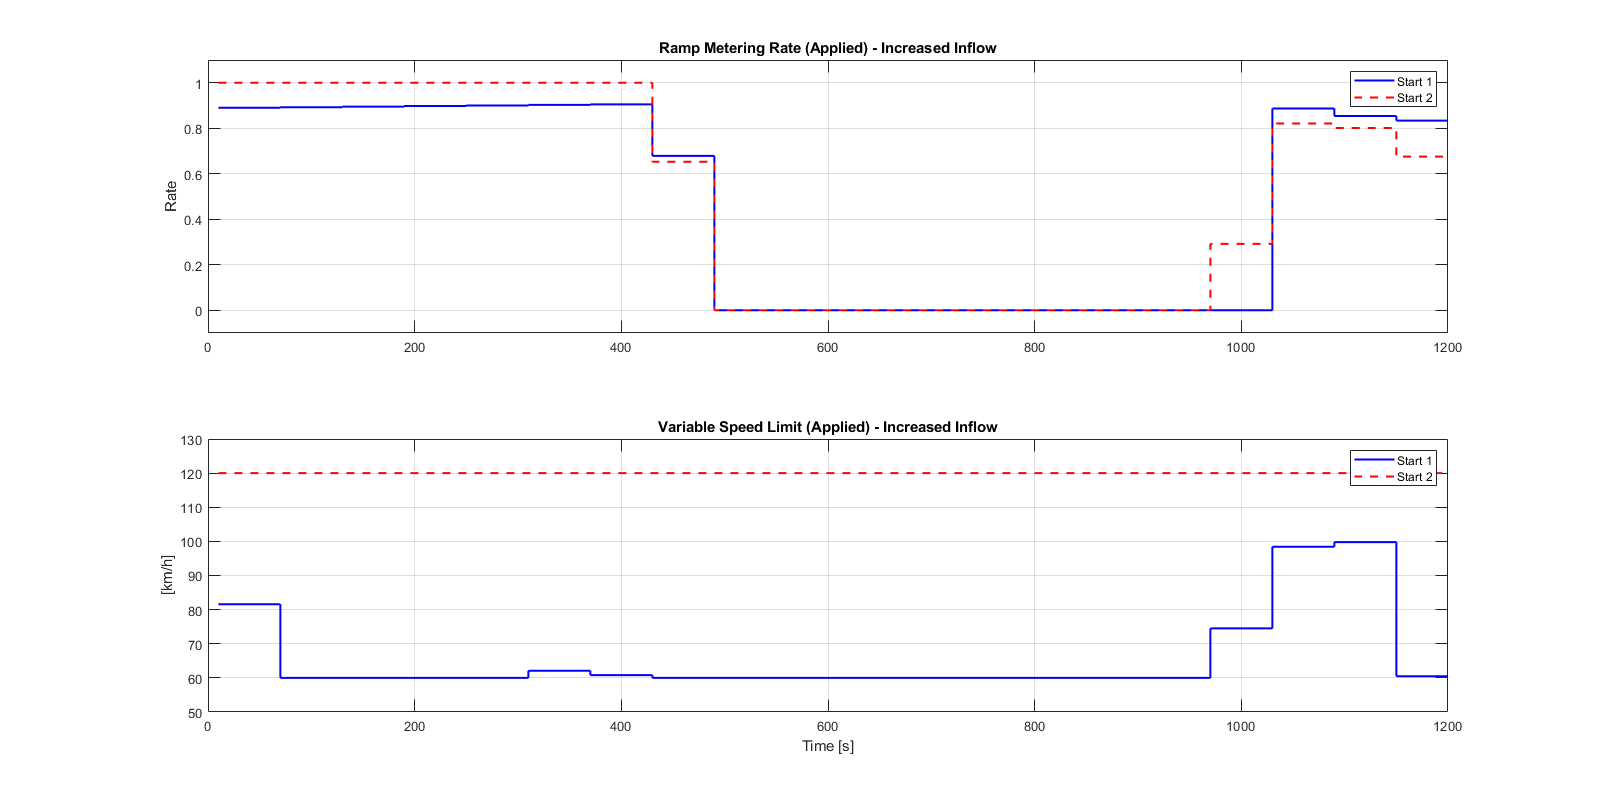 Ramp Metering Rate (Applied) - Increased Inflow
Start 1
Start 2
Rate
1
0.8
0.6
0.4
0.2
0
0 200 400 600 800 1000 1200
Variable Speed Limit (Applied) - Increased Inflow
Start 1
Start 2
[km/h]
130
120
110
100
90
80
70
60
50
0 200 400 600 800 1000 1200
Time [s]